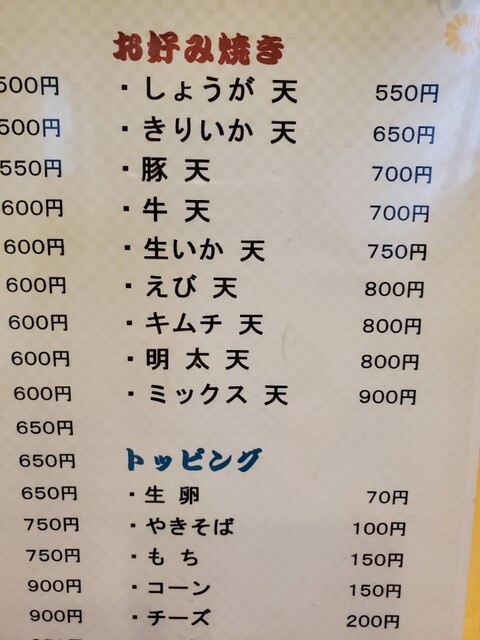 500円
500円
550円
600円
600円
600円
600円
600円
600円
650円
650円
650円
750円
750円
900円
900円
お好み焼き
・しょうが 天 550円
・きりいか 天 650円
・豚 天 700円
・牛 天 700円
・生いか 天 750円
・えび 天 800円
・キムチ 天 800円
・明 太 天 800円
・ミックス 天 900円
トッピング
・生 卵 70円
・やきそば 100円
・も ち 150円
・コーン 150円
・チーズ 200円